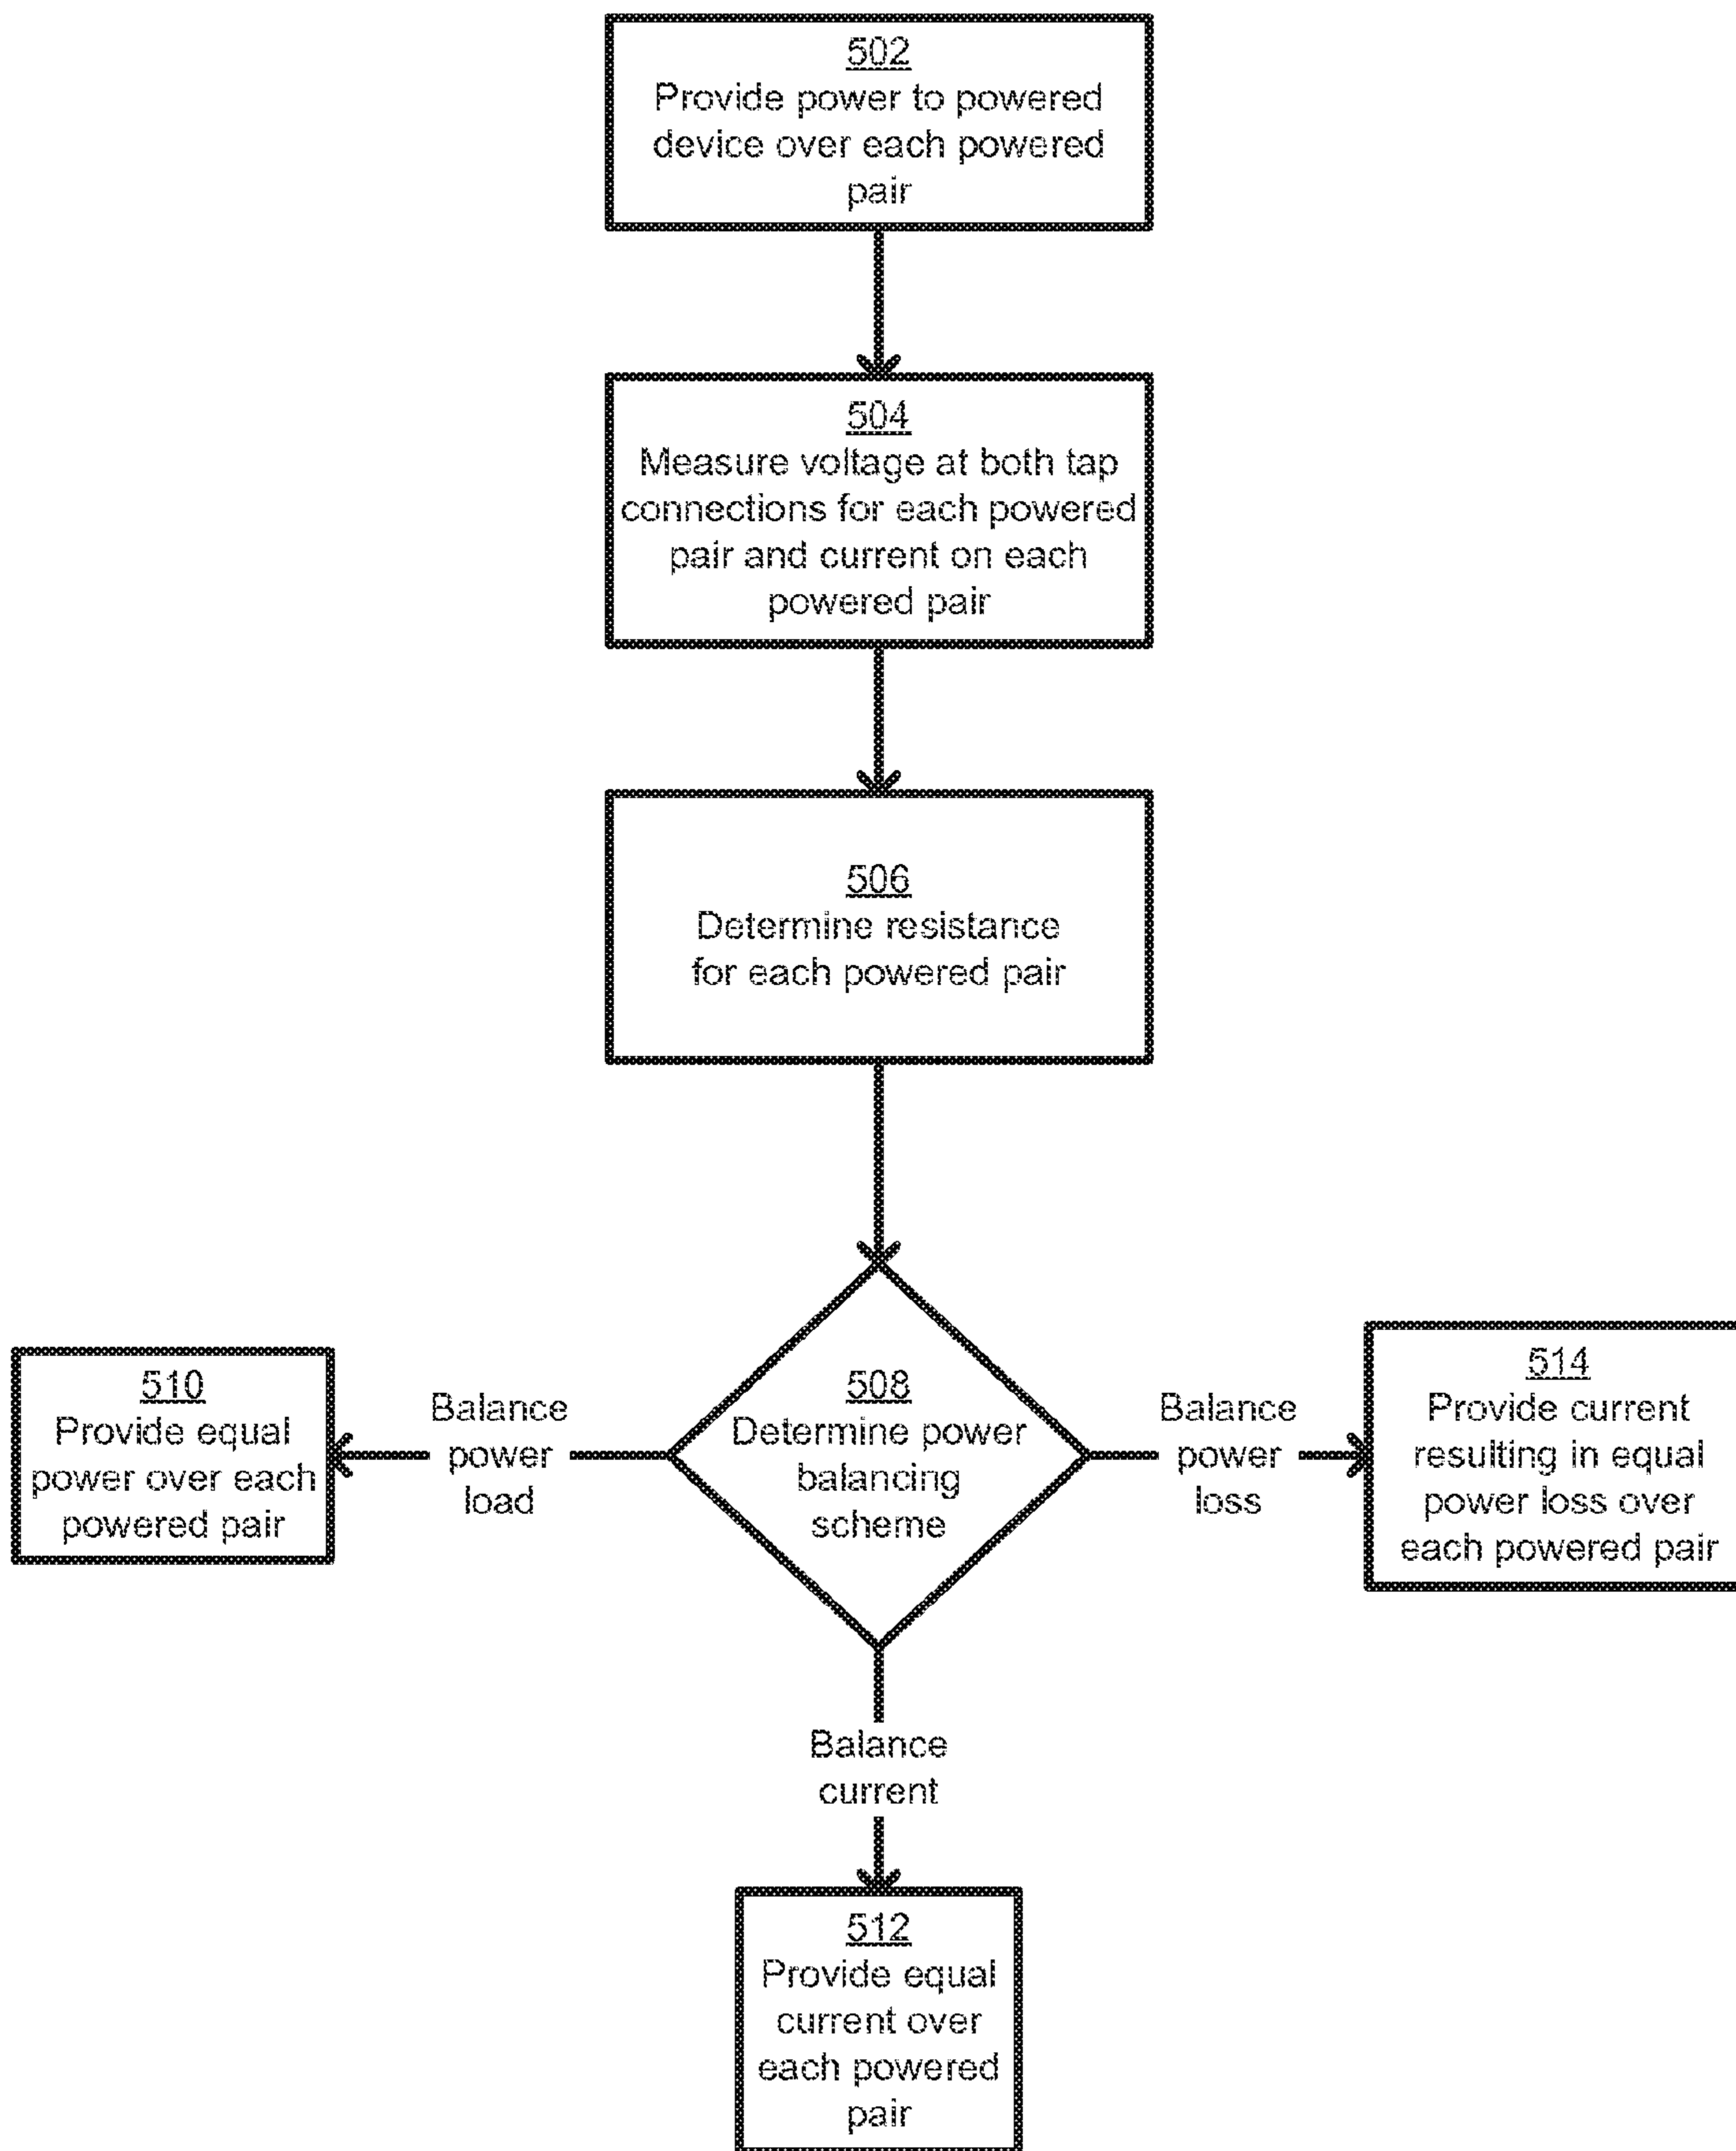 502
Provide power to powered
device over each powered
pair
504
Measure voltage at both tap
connections for each powered
pair and current on each
powered pair
506
Determine resistance
for each powered pair
508
Determine power
balancing
scheme
Balance
power
load
510
Provide equal
power over each
powered pair
Balance
power
loss
514
Provide current
resulting in equal
power loss over
each powered pair
Balance
current
512
Provide equal
current over
each powered
pair